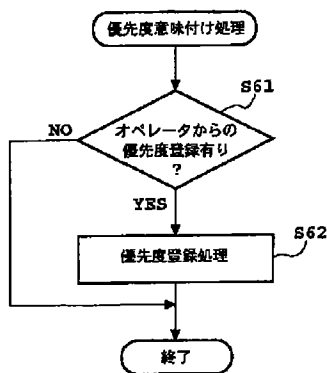 優先度意味付け処理
S61
オペレータからの
優先度登録有り
?
NO
YES
S62
優先度登録処理
終了